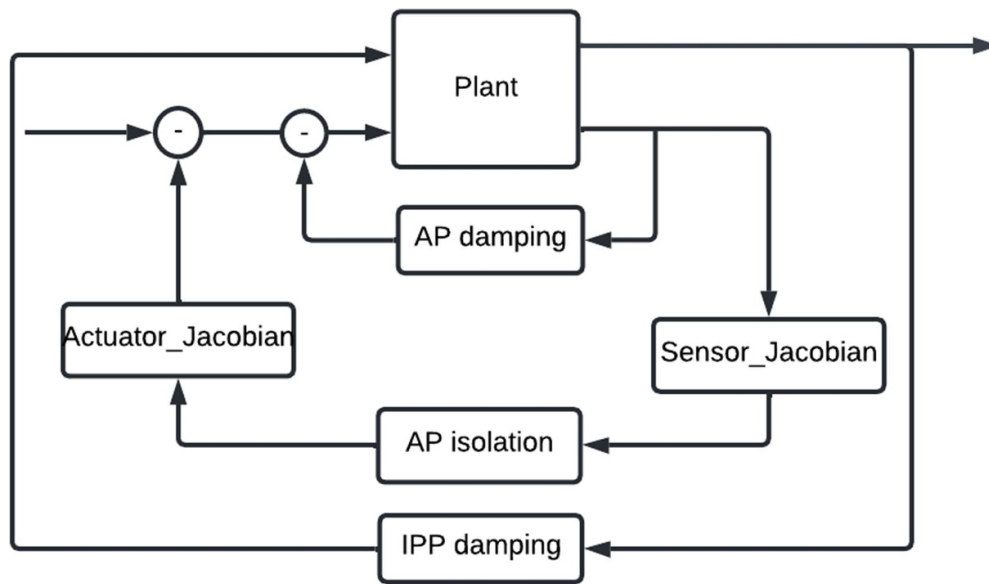 Plant
-
-
AP damping
Actuator_Jacobian
Sensor_Jacobian
AP isolation
IPP damping